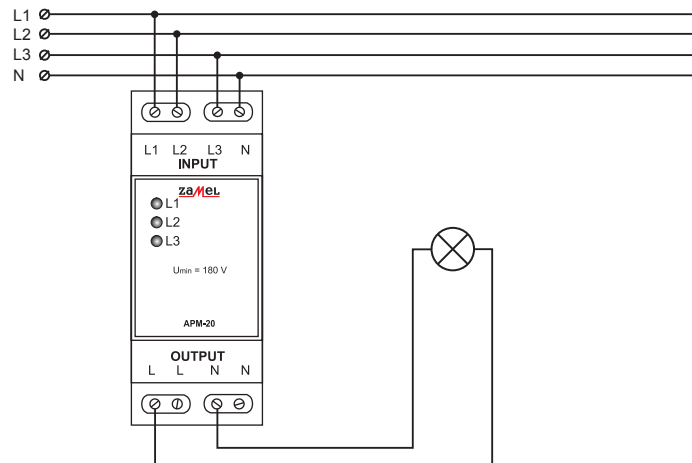 L1
L2
L3
N
L1 L2 L3 N
INPUT
zaMeL
L1
L2
L3
Umin = 180 V
APM-20
OUTPUT
L L N N